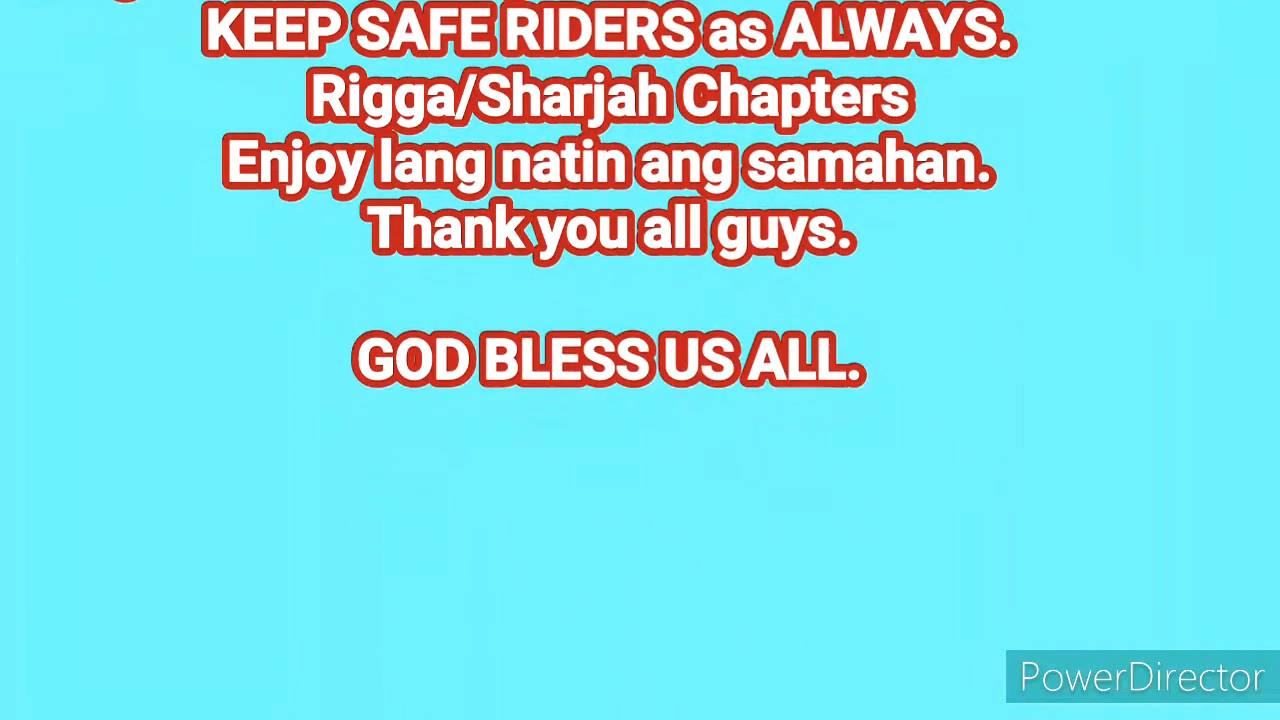 KEEP SAFE RIDERS as ALWAYS.
Rigga/Sharjah Chapters
Enjoy lang natin ang samahan.
Thank you all guys.
GOD BLESS US ALL.
PowerDirector